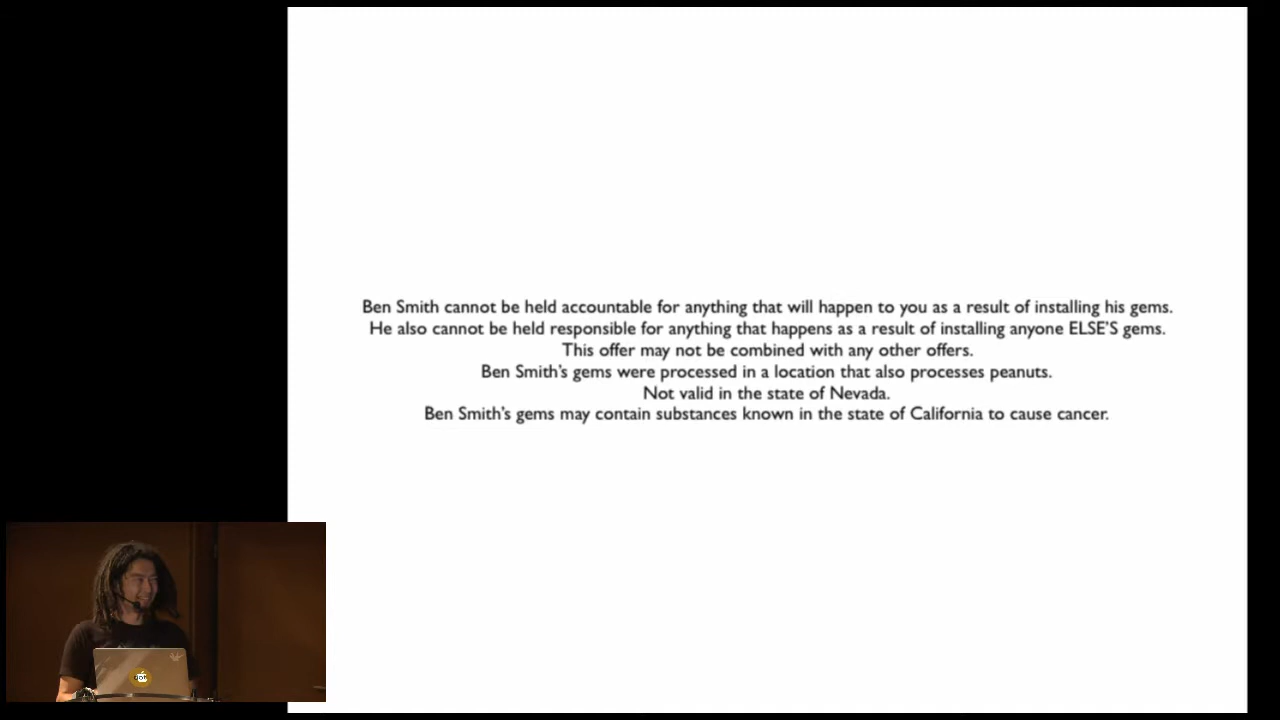 Ben Smith cannot be held accountable for anything that will happen to you as a result of installing his gems.
He also cannot be held responsible for anything that happens as a result of installing anyone ELSE'S gems.
This offer may not be combined with any other offers.
Ben Smith's gems were processed in a location that also processes peanuts.
Not valid in the state of Nevada.
Ben Smith's gems may contain substances known in the state of California to cause cancer.